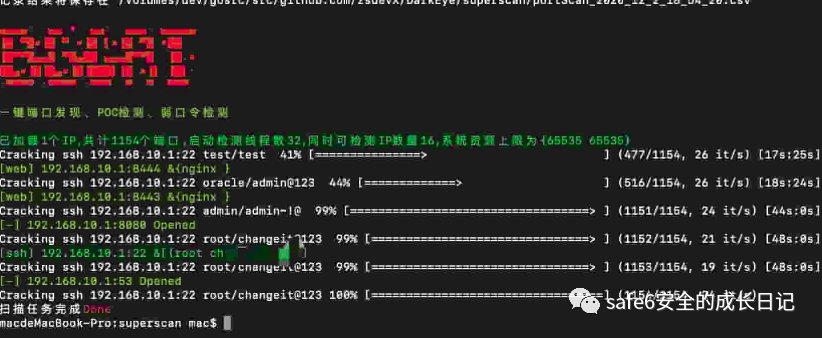 记录结果将保存在 /Volumes/dev/gosrc/src/github.com/zsdevX/DarkEye/superscan/portScan_2020_12_2_16_54_20.csv
一键端口发现、POC检测、弱口令检测
已加载1个IP,共计1154个端口,启动检测线程数32,同时可检测IP数量16,系统资源上限为{65535 65535}
Cracking ssh 192.168.10.1:22 test/test 41% [===============> ] (477/1154, 26 it/s) [17s:25s]
[web] 192.168.10.1:8444 &{nginx }
Cracking ssh 192.168.10.1:22 oracle/admin@123 44% [=============> ] (516/1154, 26 it/s) [18s:24s]
[web] 192.168.10.1:8443 &{nginx }
Cracking ssh 192.168.10.1:22 admin/admin~!@ 99% [==================================> ] (1151/1154, 24 it/s) [44s:0s]
[-] 192.168.10.1:8080 Opened
Cracking ssh 192.168.10.1:22 root/changeit@123 99% [===============================> ] (1152/1154, 21 it/s) [48s:0s]
[ssh] 192.168.10.1:22 &[{root ch
Cracking ssh 192.168.10.1:22 root/changeit@123 99% [===============================> ] (1153/1154, 19 it/s) [48s:0s]
[-] 192.168.10.1:53 Opened
Cracking ssh 192.168.10.1:22 root/changeit@123 100% [================================
扫描任务完成Done
macdeMacBook-Pro:superscan mac$
safe6安全的成长日记